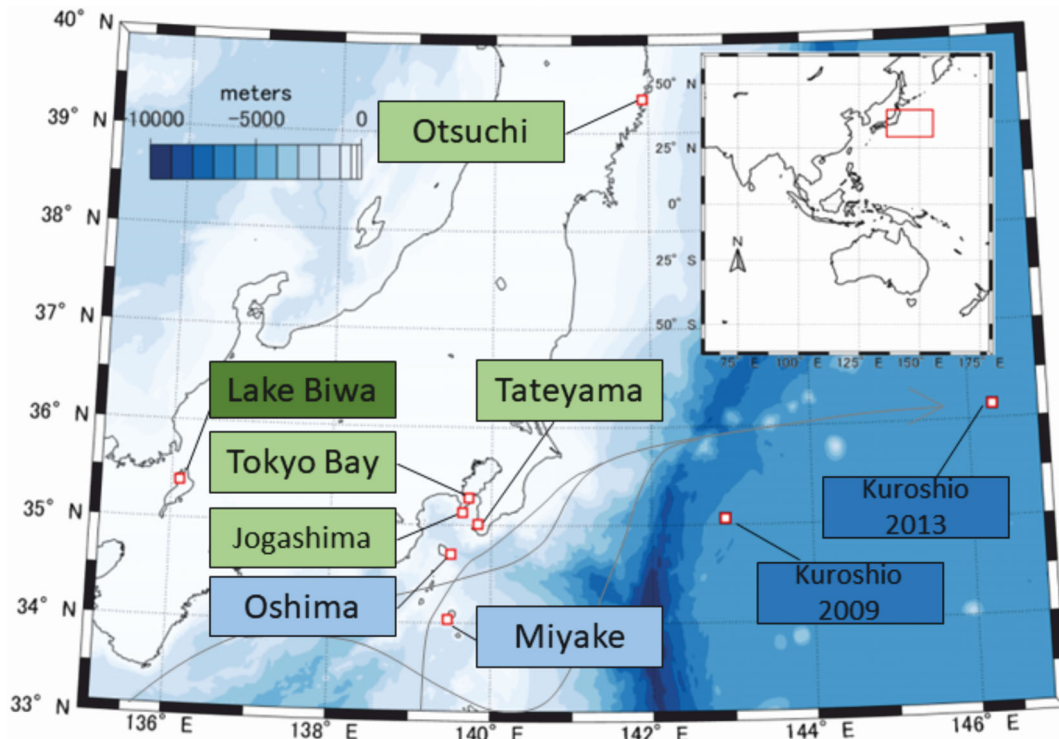 40° N
39° N
38° N
37° N
36° N
35° N
34° N
33° N
136° E
138° E
140° E
142° E
144° E
146° E
meters
10000 -5000 0
Otsuchi
Lake Biwa
Tateyama
Tokyo Bay
Jogashima
Oshima
Miyake
Kuroshio
2013
Kuroshio
2009
50° N
25° N
0°
25° S
50° S
N
75° E 100° E 125° E 150° E 175° E